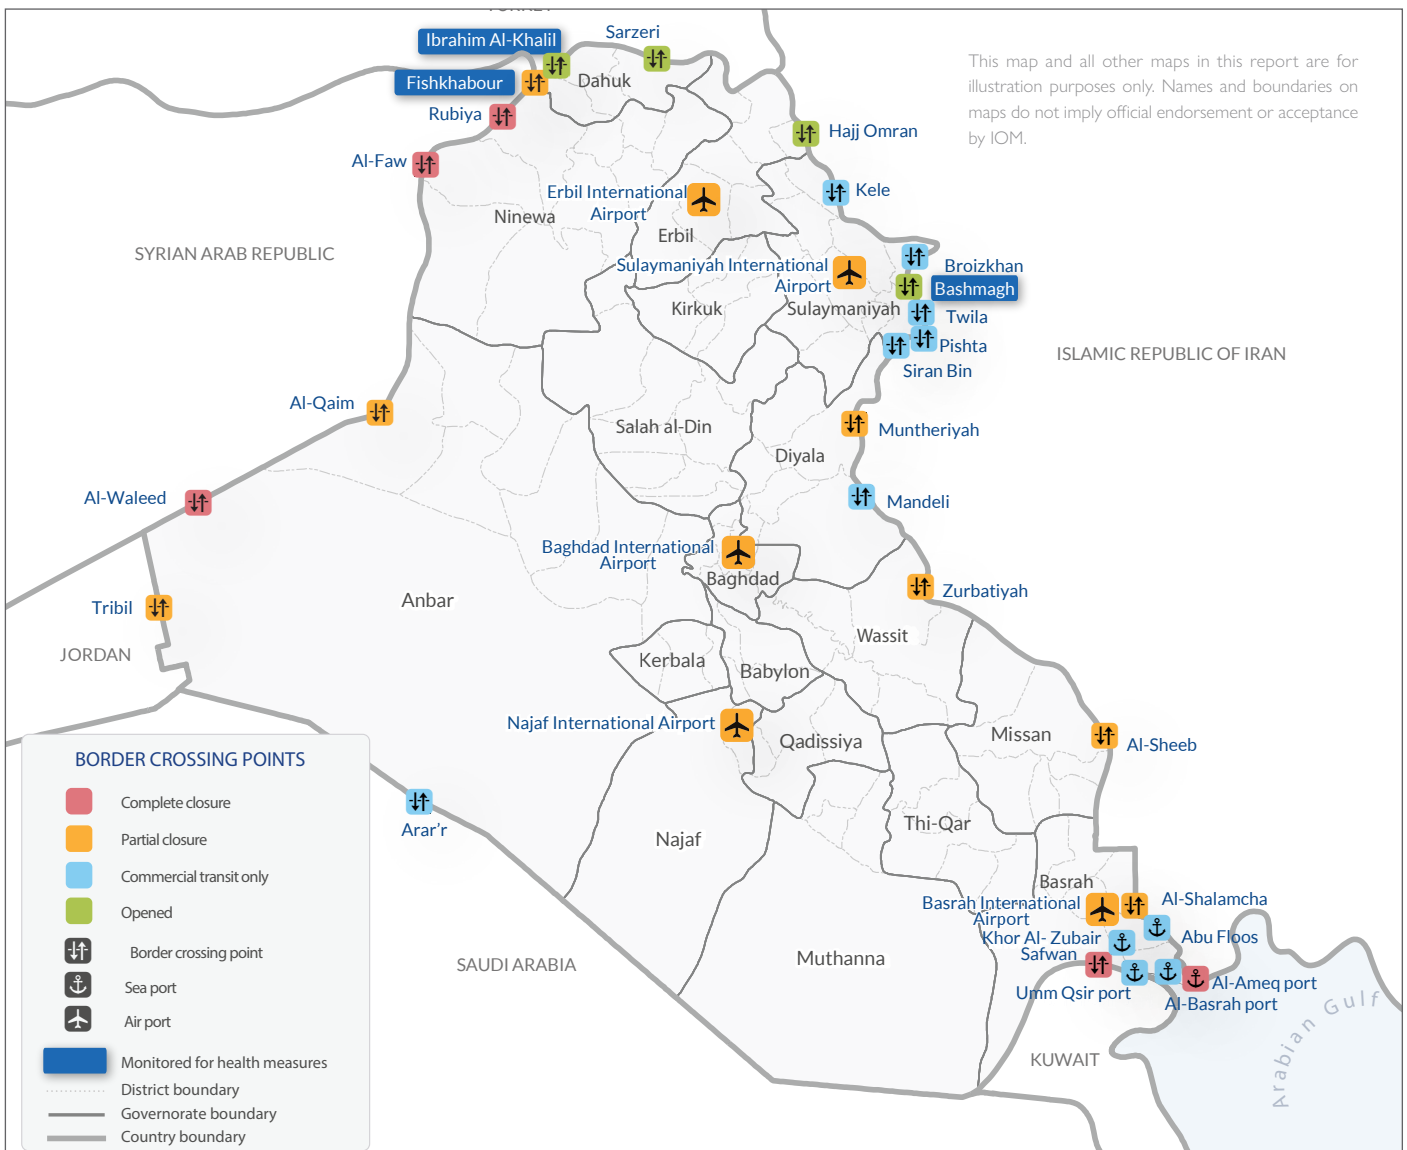 TURKEY
Ibrahim Al-Khalil
Sarzeri
Fishkhabour
Dahuk
Rubiya
Al-Faw
Hajj Omran
This map and all other maps in this report are for
illustration purposes only. Names and boundaries on
maps do not imply official endorsement or acceptance
by IOM.
Kele
Erbil International
Airport
Ninewa
Erbil
SYRIAN ARAB REPUBLIC
Sulaymaniyah International
Airport
Broizkhan
Bashmagh
Kirkuk
Sulaymaniyah
Twila
Pishta
Siran Bin
ISLAMIC REPUBLIC OF IRAN
Al-Qaim
Salah al-Din
Muntheriyah
Diyala
Al-Waleed
Mandeli
Baghdad International
Airport
Baghdad
Zurbatiyah
Tribil
Anbar
Wassit
JORDAN
Kerbala
Babylon
Najaf International Airport
Qadissiya
Missan
Al-Sheeb
Arar'r
Najaf
Thi-Qar
Basrah
Basrah International
Airport
Al-Shalamcha
Khor Al- Zubair
Abu Floos
Safwan
Umm Qsir port
Al-Ameq port
Al-Basrah port
Muthanna
SAUDI ARABIA
KUWAIT
Arabian Gulf
BORDER CROSSING POINTS
Complete closure
Partial closure
Commercial transit only
Opened
Border crossing point
Sea port
Air port
Monitored for health measures
District boundary
Governorate boundary
Country boundary